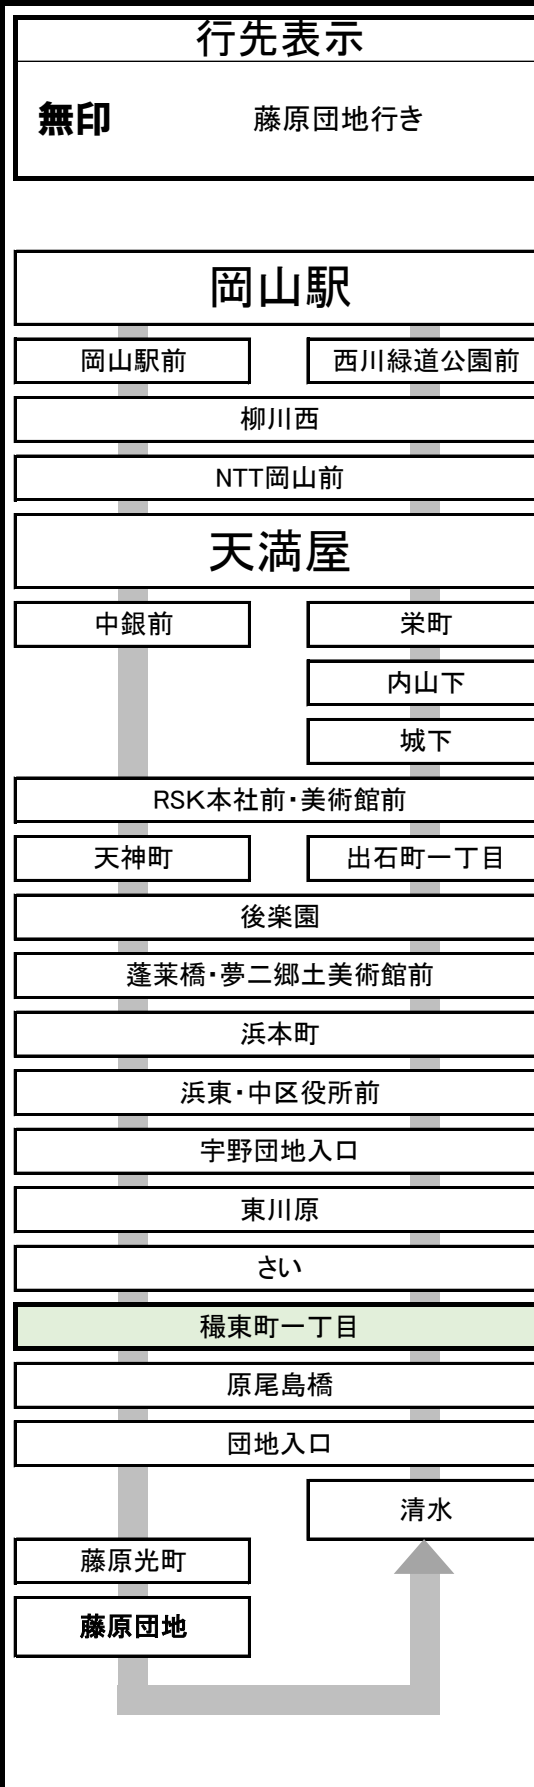 行先表示
無印 藤原団地行き
岡山駅
岡山駅前 西川緑道公園前
柳川西
NTT岡山前
天満屋
中銀前 栄町
内山下
城下
RSK本社前・美術館前
天神町 出石町一丁目
後楽園
蓬莱橋・夢二郷土美術館前
浜本町
浜東・中区役所前
宇野団地入口
東川原
さい
穝東町一丁目
原尾島橋
団地入口
清水
藤原光町
藤原団地